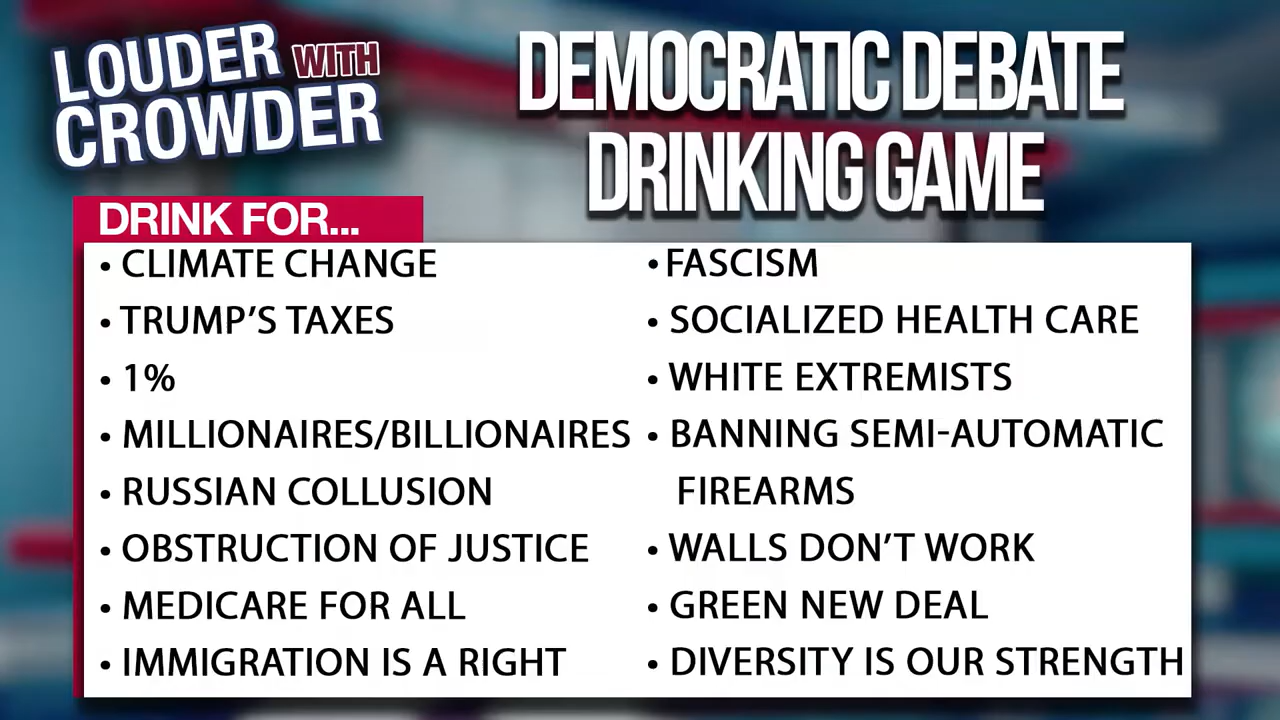 LOUDER WITH
CROWDER
DEMOCRATIC DEBATE
DRINKING GAME
DRINK FOR...
• CLIMATE CHANGE
• TRUMP'S TAXES
• 1%
• MILLIONAIRES/BILLIONAIRES
• RUSSIAN COLLUSION
• OBSTRUCTION OF JUSTICE
• MEDICARE FOR ALL
• IMMIGRATION IS A RIGHT
• FASCISM
• SOCIALIZED HEALTH CARE
• WHITE EXTREMISTS
• BANNING SEMI-AUTOMATIC
FIREARMS
• WALLS DON'T WORK
• GREEN NEW DEAL
• DIVERSITY IS OUR STRENGTH